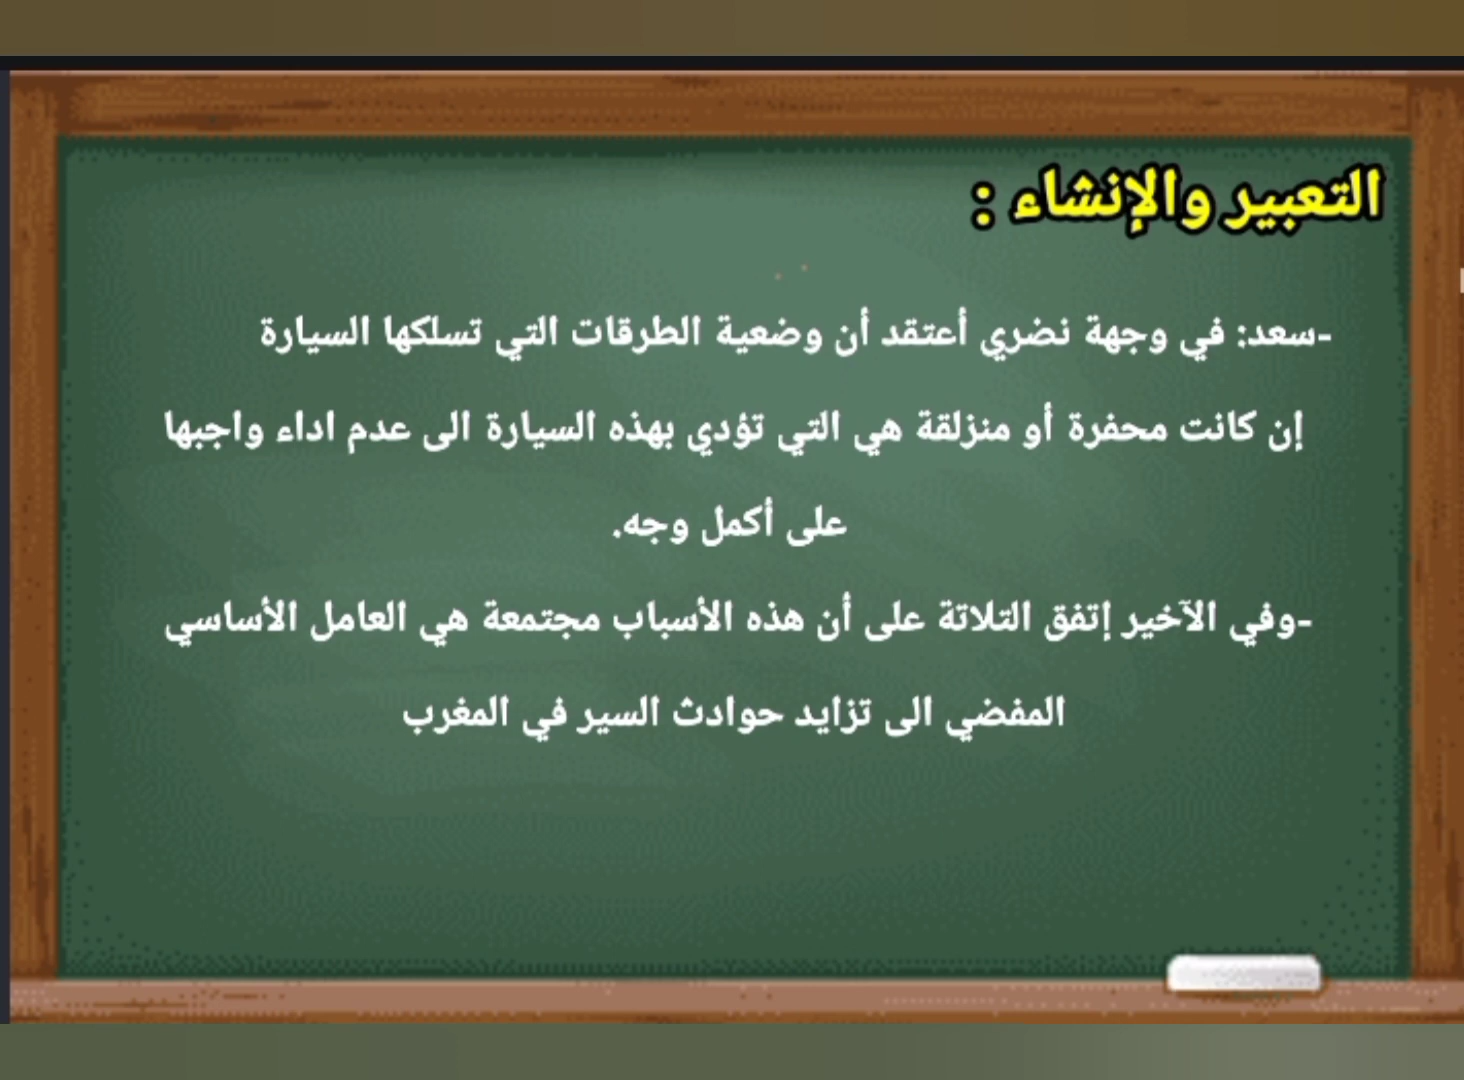 التعبير والإنشاء :
-سعد: في وجهة نضري أعتقد أن وضعية الطرقات التي تسلكها السيارة
إن كانت محفرة أو منزلقة هي التي تؤدي بهذه السيارة الى عدم اداء واجبها
على أكمل وجه.
-وفي الآخير إتفق التلاتة على أن هذه الأسباب مجتمعة هي العامل الأساسي
المفضي الى تزايد حوادث السير في المغرب